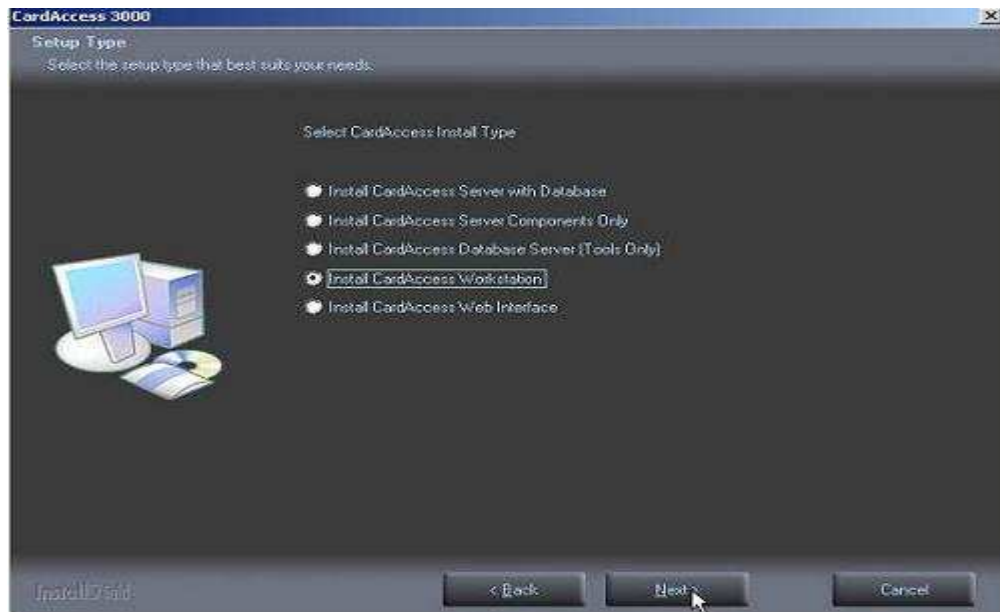 CardAccess 3000
Setup Type
Select the setup type that best suits your needs.
Select CardAccess Install Type
Install CardAccess Server with Database
Install CardAccess Server Components Only
Install CardAccess Database Server (Tools Only)
Install CardAccess Workstation
Install CardAccess Web Interface
InstallShield
< Back
Next >
Cancel